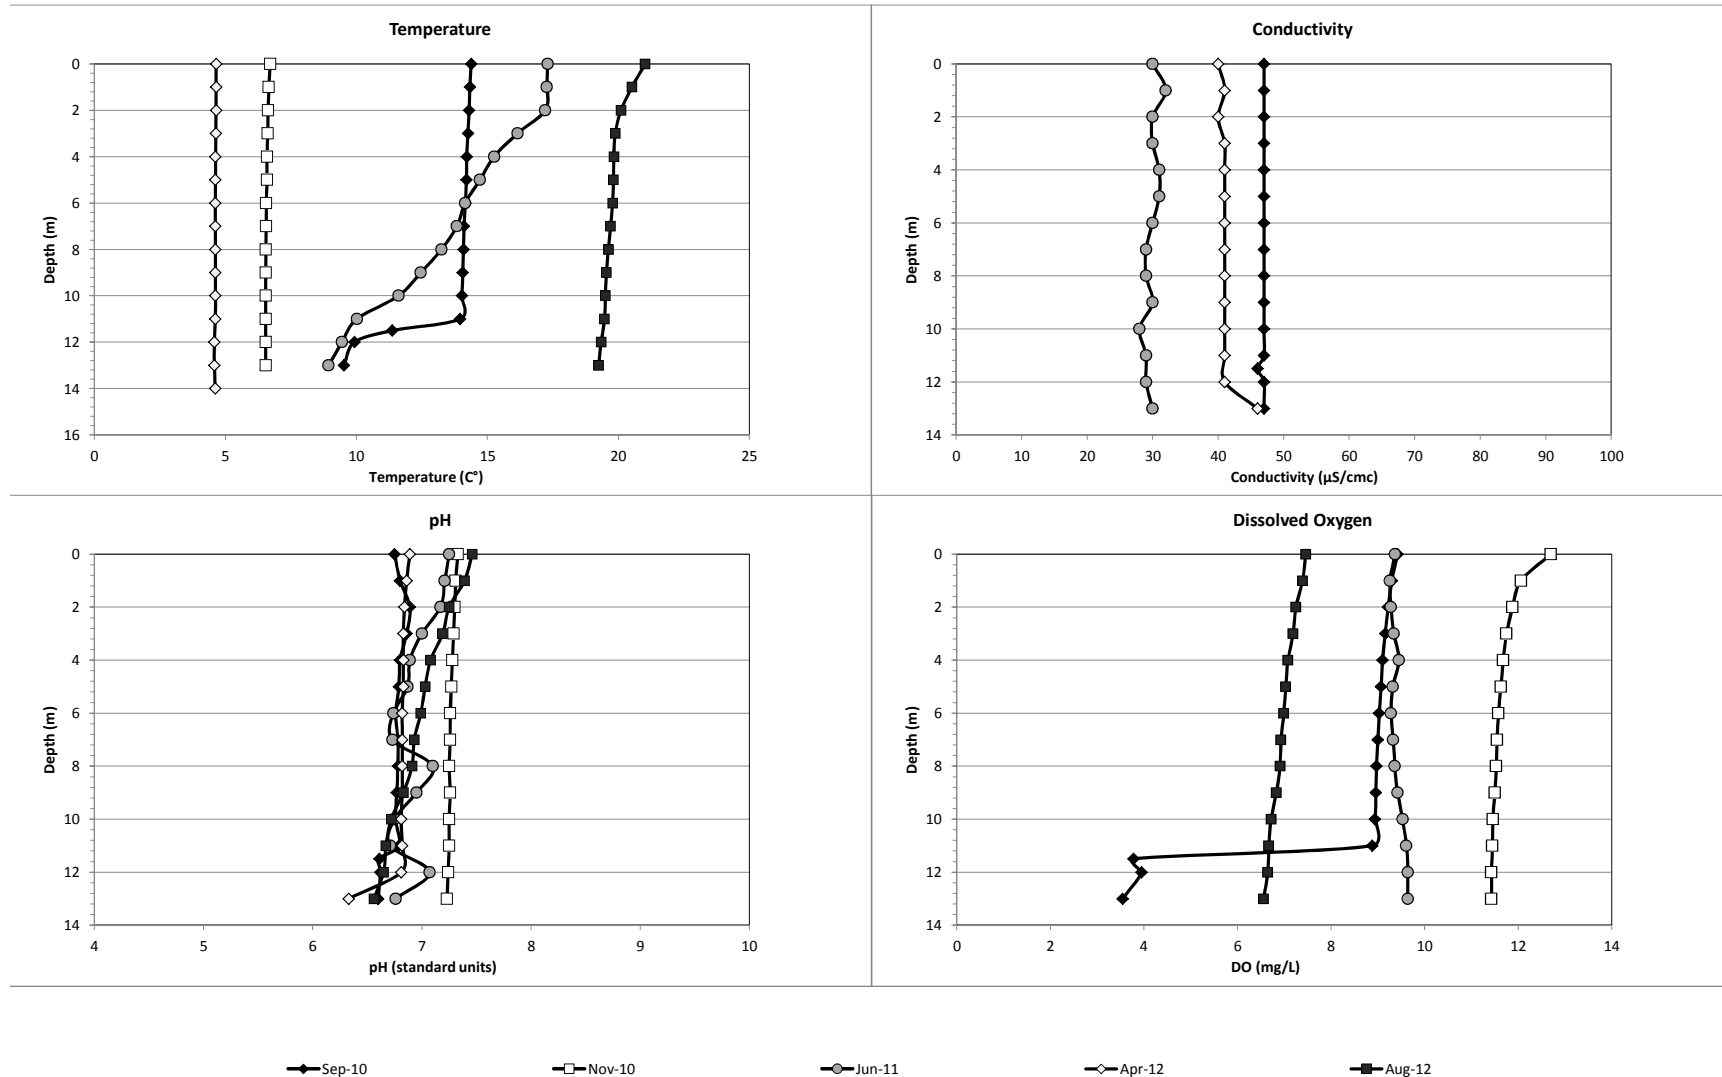 Temperature
0
2
4
6
8
10
12
14
16
Depth (m)
0 5 10 15 20 25
Temperature (C°)
Conductivity
0
2
4
6
8
10
12
14
Depth (m)
0 10 20 30 40 50 60 70 80 90 100
Conductivity (µS/cmc)
pH
0
2
4
6
8
10
12
14
Depth (m)
4 5 6 7 8 9 10
pH (standard units)
Dissolved Oxygen
0
2
4
6
8
10
12
14
Depth (m)
0 2 4 6 8 10 12 14
DO (mg/L)
Sep-10 Nov-10 Jun-11 Apr-12 Aug-12